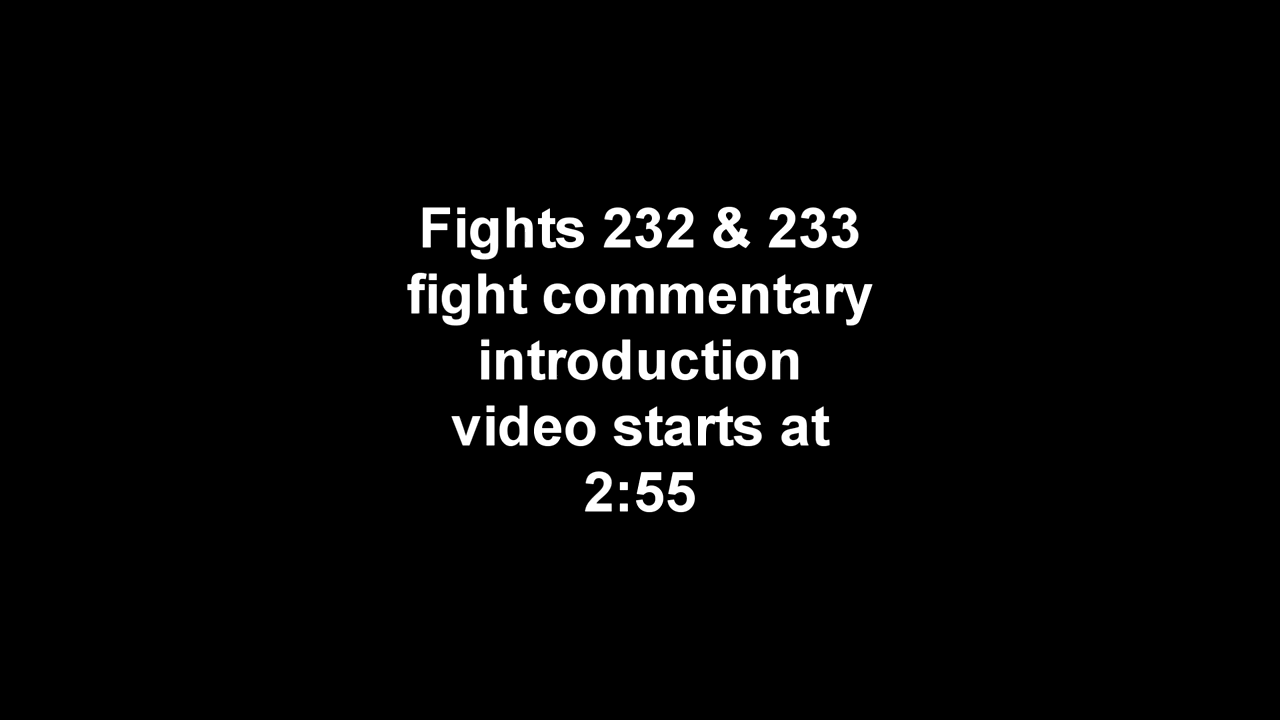 Fights 232 & 233
fight commentary
introduction
video starts at
2:55